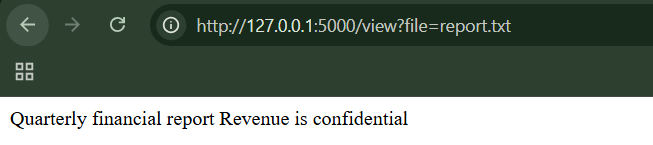 http://127.0.0.1:5000/view?file=report.txt
Quarterly financial report Revenue is confidential